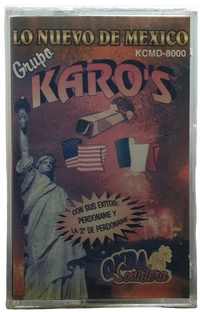 LO NUEVO DE MEXICO
KCMD-8000
Grupo
KARO'S
CON SUS EXITOS:
PERDONAME Y
LA 2ª DE PERDONAME
ONDA
Sonidera